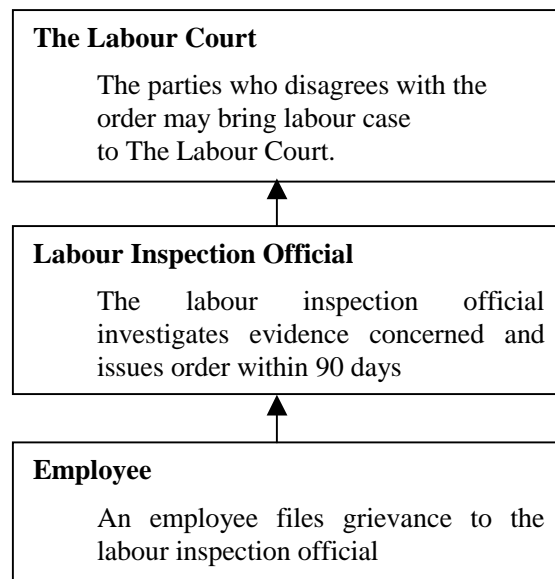 The Labour Court
The parties who disagrees with the
order may bring labour case
to The Labour Court.
Labour Inspection Official
The labour inspection official
investigates evidence concerned and
issues order within 90 days
Employee
An employee files grievance to the
labour inspection official